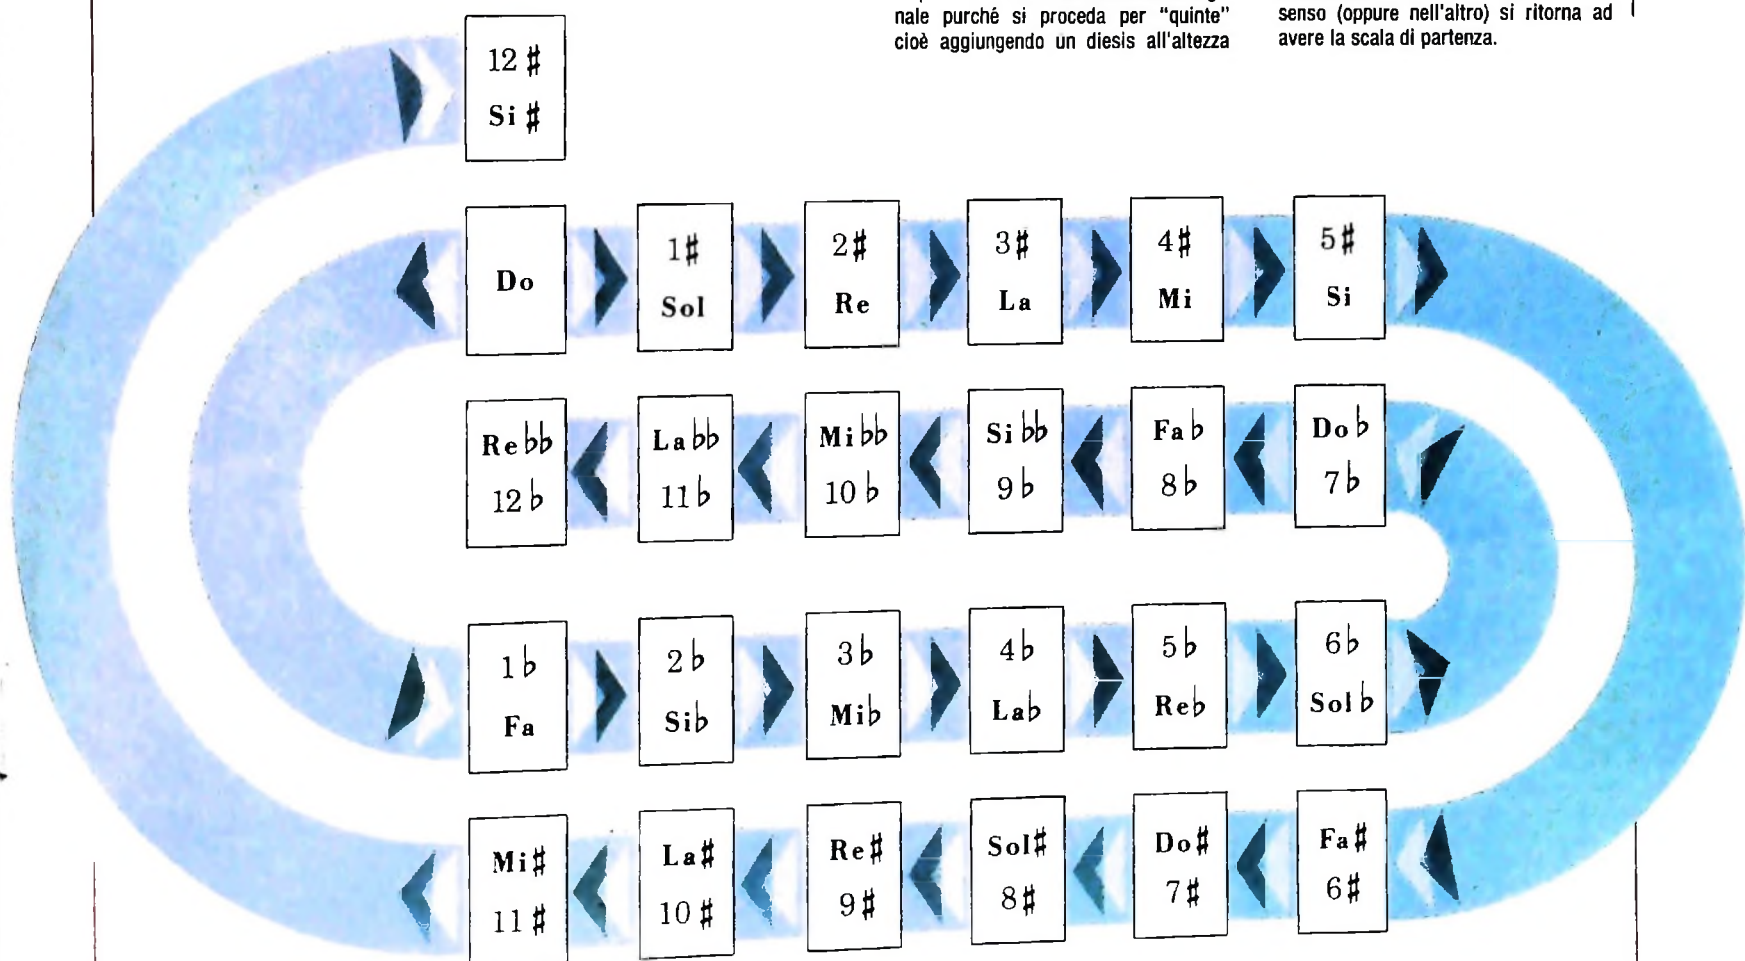 nale purché si proceda per "quinte"
cioè aggiungendo un diesis all'altezza
senso (oppure nell'altro) si ritorna ad
avere la scala di partenza.
12 ♯
Si ♯
Do
1♯
Sol
2♯
Re
3♯
La
4♯
Mi
5♯
Si
Re♭♭
12♭
La♭♭
11♭
Mi♭♭
10♭
Si♭♭
9♭
Fa♭
8♭
Do♭
7♭
1♭
Fa
2♭
Si♭
3♭
Mi♭
4♭
La♭
5♭
Re♭
6♭
Sol♭
Mi♯
11♯
La♯
10♯
Re♯
9♯
Sol♯
8♯
Do♯
7♯
Fa♯
6♯